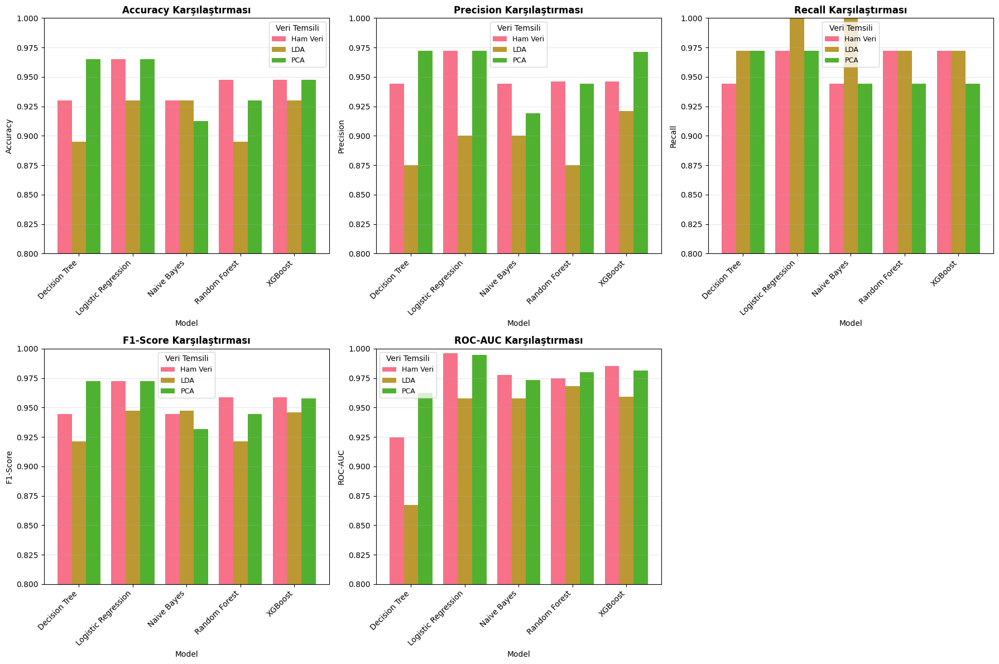 Accuracy Karşılaştırması
Accuracy
1.000
0.975
0.950
0.925
0.900
0.875
0.850
0.825
0.800
Veri Temsili
Ham Veri
LDA
PCA
Decision Tree
Logistic Regression
Naive Bayes
Random Forest
XGBoost
Model
Precision Karşılaştırması
Precision
1.000
0.975
0.950
0.925
0.900
0.875
0.850
0.825
0.800
Veri Temsili
Ham Veri
LDA
PCA
Decision Tree
Logistic Regression
Naive Bayes
Random Forest
XGBoost
Model
Recall Karşılaştırması
Recall
1.000
0.975
0.950
0.925
0.900
0.875
0.850
0.825
0.800
Veri Temsili
Ham Veri
LDA
PCA
Decision Tree
Logistic Regression
Naive Bayes
Random Forest
XGBoost
Model
F1-Score Karşılaştırması
F1-Score
1.000
0.975
0.950
0.925
0.900
0.875
0.850
0.825
0.800
Veri Temsili
Ham Veri
LDA
PCA
Decision Tree
Logistic Regression
Naive Bayes
Random Forest
XGBoost
Model
ROC-AUC Karşılaştırması
ROC-AUC
1.000
0.975
0.950
0.925
0.900
0.875
0.850
0.825
0.800
Veri Temsili
Ham Veri
LDA
PCA
Decision Tree
Logistic Regression
Naive Bayes
Random Forest
XGBoost
Model